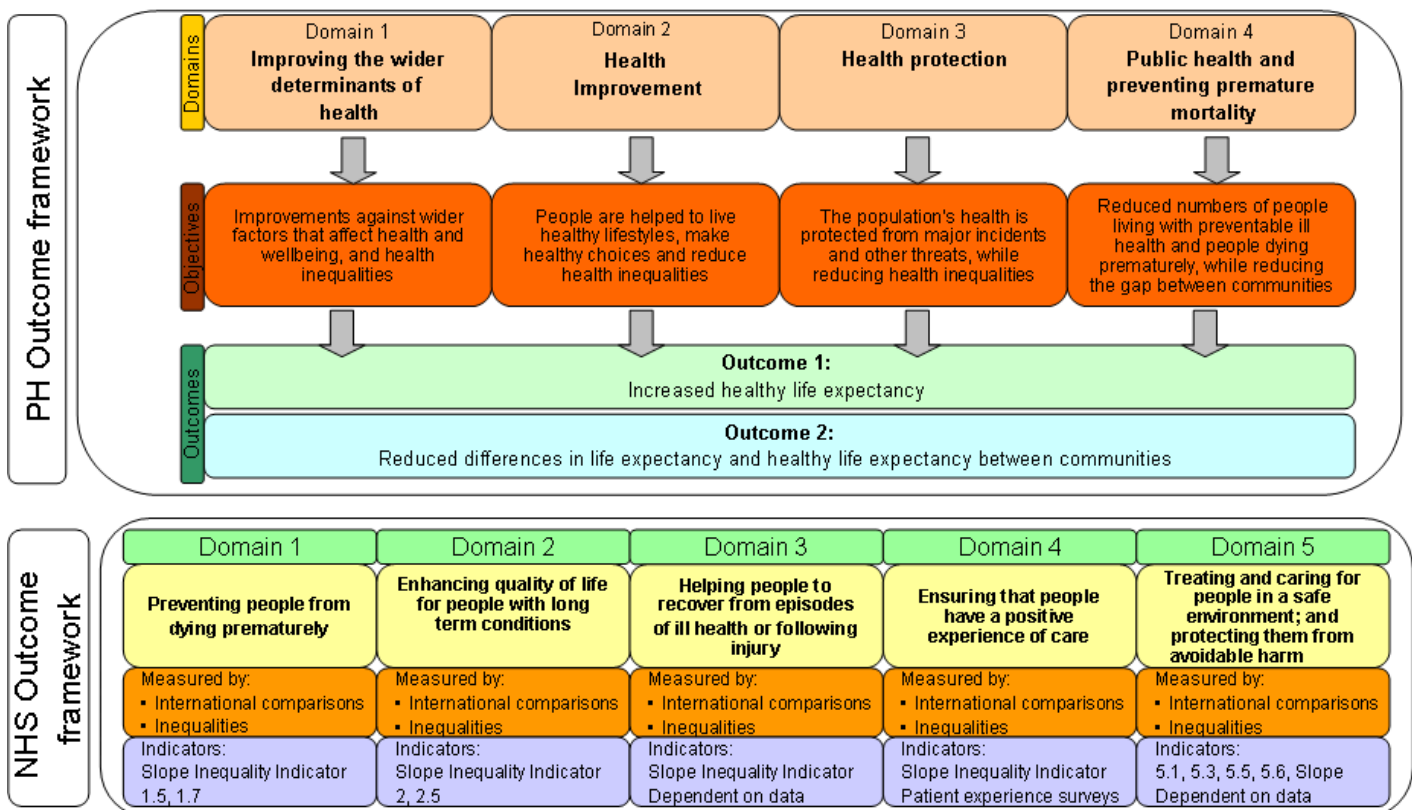 PH Outcome framework
Domains
Domain 1
Improving the wider
determinants of
health
Domain 2
Health
Improvement
Domain 3
Health protection
Domain 4
Public health and
preventing premature
mortality
Objectives
Improvements against wider
factors that affect health and
wellbeing, and health
inequalities
People are helped to live
healthy lifestyles, make
healthy choices and reduce
health inequalities
The population's health is
protected from major incidents
and other threats, while
reducing health inequalities
Reduced numbers of people
living with preventable ill
health and people dying
prematurely, while reducing
the gap between communities
Outcomes
Outcome 1:
Increased healthy life expectancy
Outcome 2:
Reduced differences in life expectancy and healthy life expectancy between communities
NHS Outcome
framework
Domain 1
Preventing people from
dying prematurely
Measured by:
▪ International comparisons
▪ Inequalities
Indicators:
Slope Inequality Indicator
1.5, 1.7
Domain 2
Enhancing quality of life
for people with long
term conditions
Measured by:
▪ International comparisons
▪ Inequalities
Indicators:
Slope Inequality Indicator
2, 2.5
Domain 3
Helping people to
recover from episodes
of ill health or following
injury
Measured by:
▪ International comparisons
▪ Inequalities
Indicators:
Slope Inequality Indicator
Dependent on data
Domain 4
Ensuring that people
have a positive
experience of care
Measured by:
▪ International comparisons
▪ Inequalities
Indicators:
Slope Inequality Indicator
Patient experience surveys
Domain 5
Treating and caring for
people in a safe
environment; and
protecting them from
avoidable harm
Measured by:
▪ International comparisons
▪ Inequalities
Indicators:
5.1, 5.3, 5.5, 5.6, Slope
Dependent on data